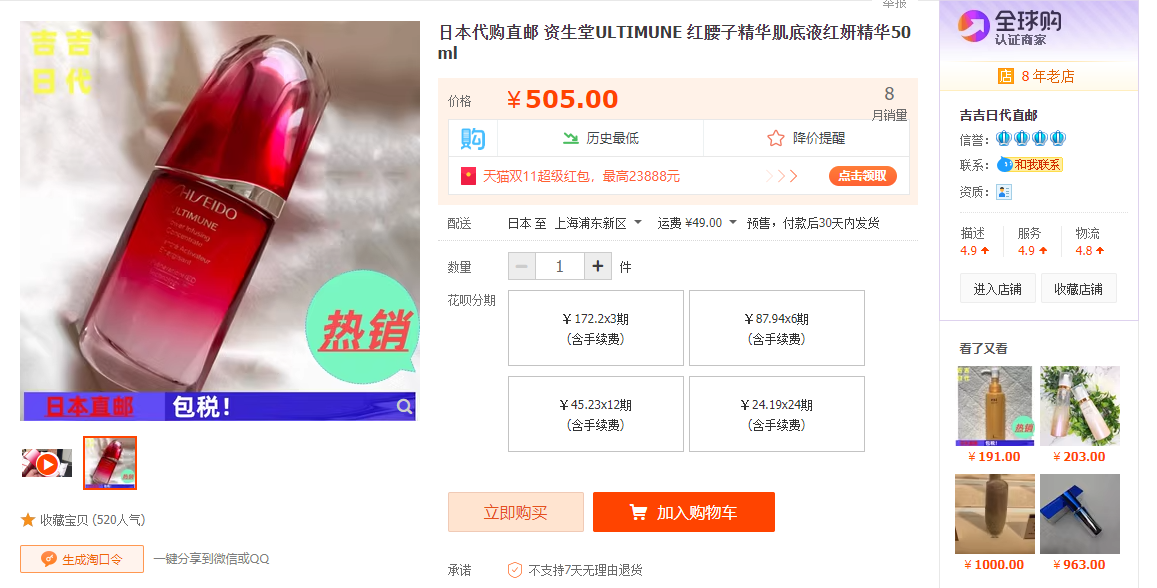 举报
吉吉
日代
SHISEIDO
ULTIMUNE
Power Infusing
Concentrate
热销
日本直邮 包税!
收藏宝贝 (520人气)
生成淘口令 一键分享到微信或QQ
日本代购直邮 资生堂ULTIMUNE 红腰子精华肌底液红妍精华50
ml
价格 ¥505.00
8
月销量
购 历史最低 降价提醒
天猫双11超级红包，最高23888元 点击领取
配送 日本 至 上海浦东新区 运费 ¥49.00 预售，付款后30天内发货
数量 − 1 + 件
花呗分期
¥ 172.2x3期
(含手续费)
¥ 87.94x6期
(含手续费)
¥ 45.23x12期
(含手续费)
¥ 24.19x24期
(含手续费)
立即购买 加入购物车
承诺 不支持7天无理由退货
全球购
认证商家
店 8 年老店
吉吉日代直邮
信誉：
联系： 和我联系
资质：
描述 服务 物流
4.9 4.9 4.8
进入店铺 收藏店铺
看了又看
吉吉
日代
热销
包税!
¥ 191.00 ¥ 203.00
¥ 1000.00 ¥ 963.00